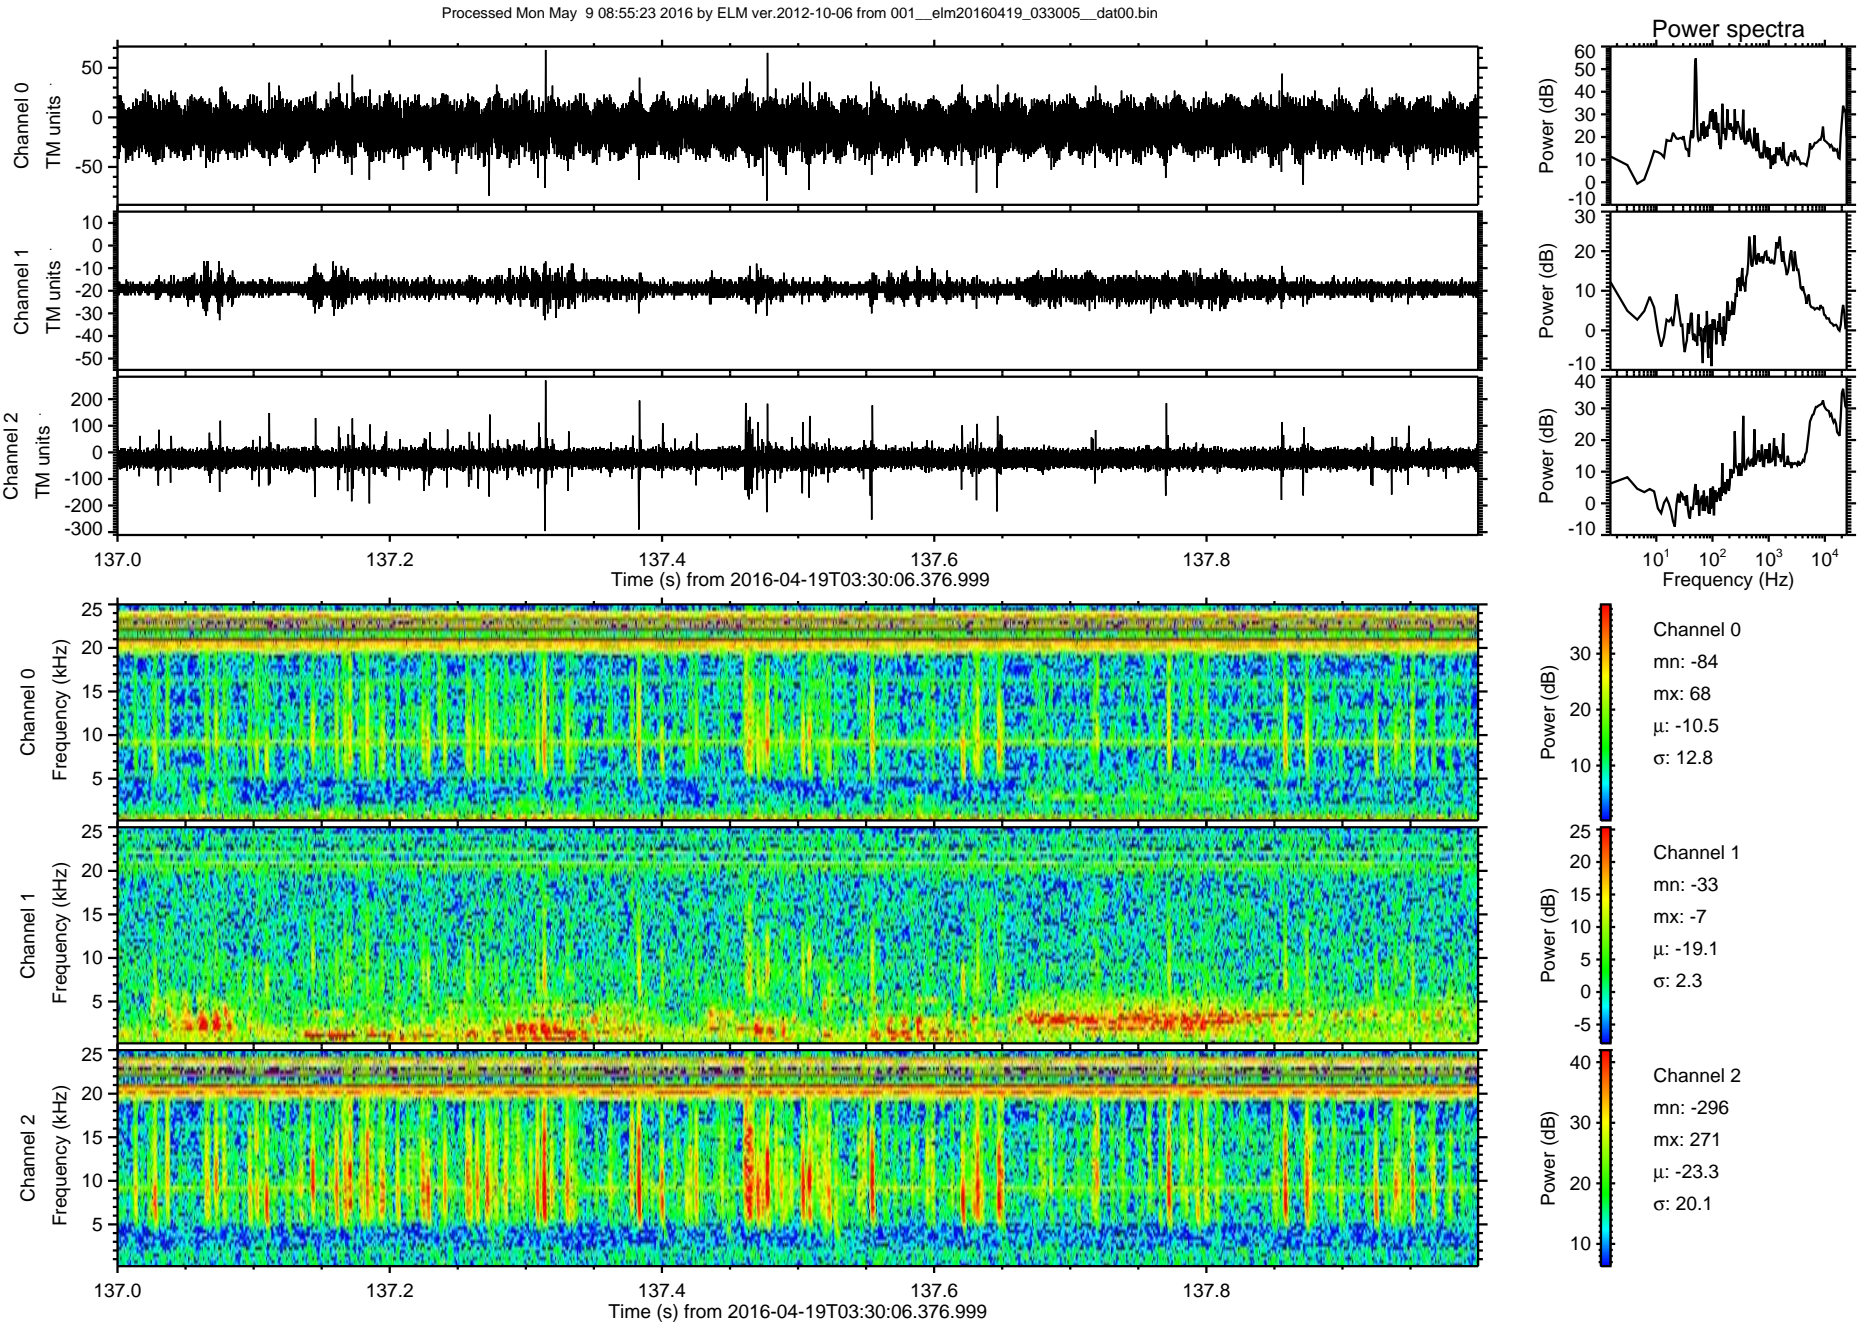 Processed Mon May  9 08:55:23 2016 by ELM ver.2012-10-06 from 001__elm20160419_033005__dat00.bin
Power spectra
Channel 0
TM units
50
0
-50
Power (dB)
60
50
40
30
20
10
0
-10
Channel 1
TM units
10
0
-10
-20
-30
-40
-50
Power (dB)
30
20
10
0
-10
Channel 2
TM units
200
100
0
-100
-200
-300
Power (dB)
40
30
20
10
0
-10
137.0 137.2 137.4 137.6 137.8
Time (s) from 2016-04-19T03:30:06.376.999
10^1 10^2 10^3 10^4
Frequency (Hz)
Channel 0
Frequency (kHz)
25
20
15
10
5
Power (dB)
30
20
10
Channel 0
mn: -84
mx: 68
μ: -10.5
σ: 12.8
Channel 1
Frequency (kHz)
25
20
15
10
5
Power (dB)
25
20
15
10
5
0
-5
Channel 1
mn: -33
mx: -7
μ: -19.1
σ: 2.3
Channel 2
Frequency (kHz)
25
20
15
10
5
Power (dB)
40
30
20
10
Channel 2
mn: -296
mx: 271
μ: -23.3
σ: 20.1
137.0 137.2 137.4 137.6 137.8
Time (s) from 2016-04-19T03:30:06.376.999